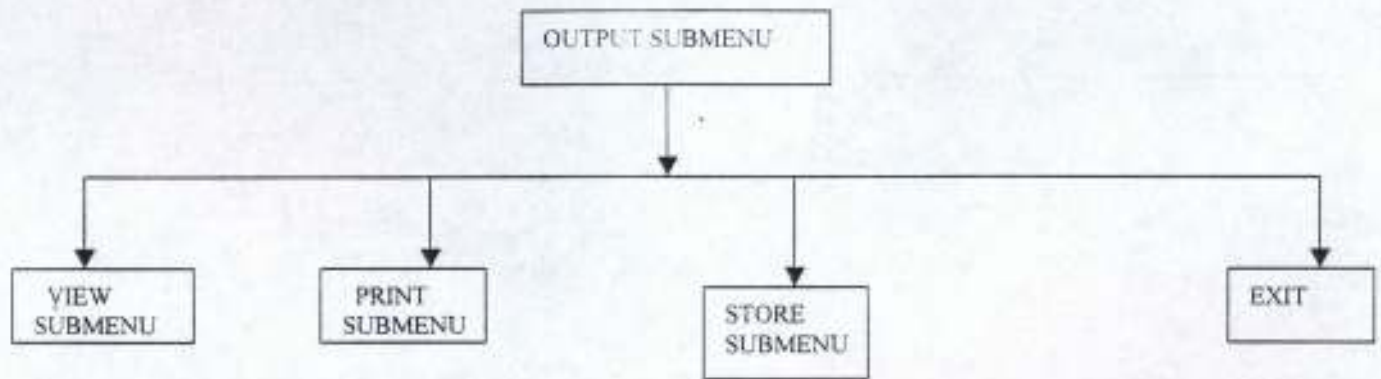 OUTPUT SUBMENU
VIEW
SUBMENU
PRINT
SUBMENU
STORE
SUBMENU
EXIT